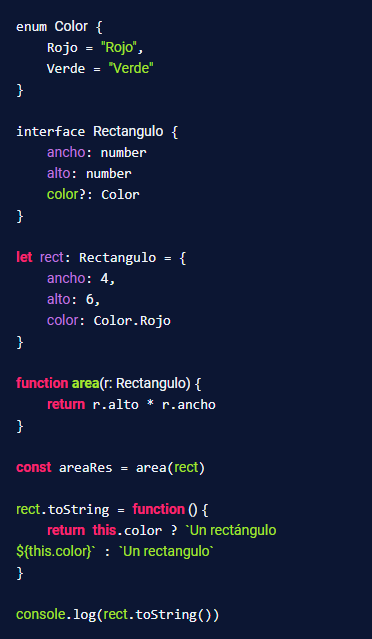 enum Color {
    Rojo = "Rojo",
    Verde = "Verde"
}

interface Rectangulo {
    ancho: number
    alto: number
    color?: Color
}

let rect: Rectangulo = {
    ancho: 4,
    alto: 6,
    color: Color.Rojo
}

function area(r: Rectangulo) {
    return r.alto * r.ancho
}

const areaRes = area(rect)

rect.toString = function () {
    return this.color ? `Un rectángulo
${this.color}` : `Un rectangulo`
}

console.log(rect.toString())